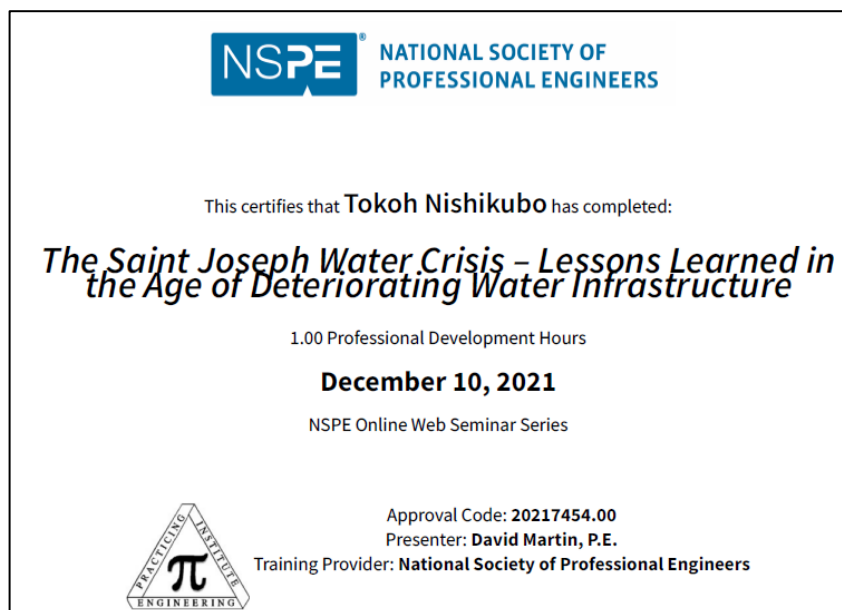 NSPE®
NATIONAL SOCIETY OF
PROFESSIONAL ENGINEERS
This certifies that Tokoh Nishikubo has completed:
The Saint Joseph Water Crisis – Lessons Learned in
the Age of Deteriorating Water Infrastructure
1.00 Professional Development Hours
December 10, 2021
NSPE Online Web Seminar Series
Approval Code: 20217454.00
Presenter: David Martin, P.E.
Training Provider: National Society of Professional Engineers
PRACTICING
INSTITUTE
π
ENGINEERING